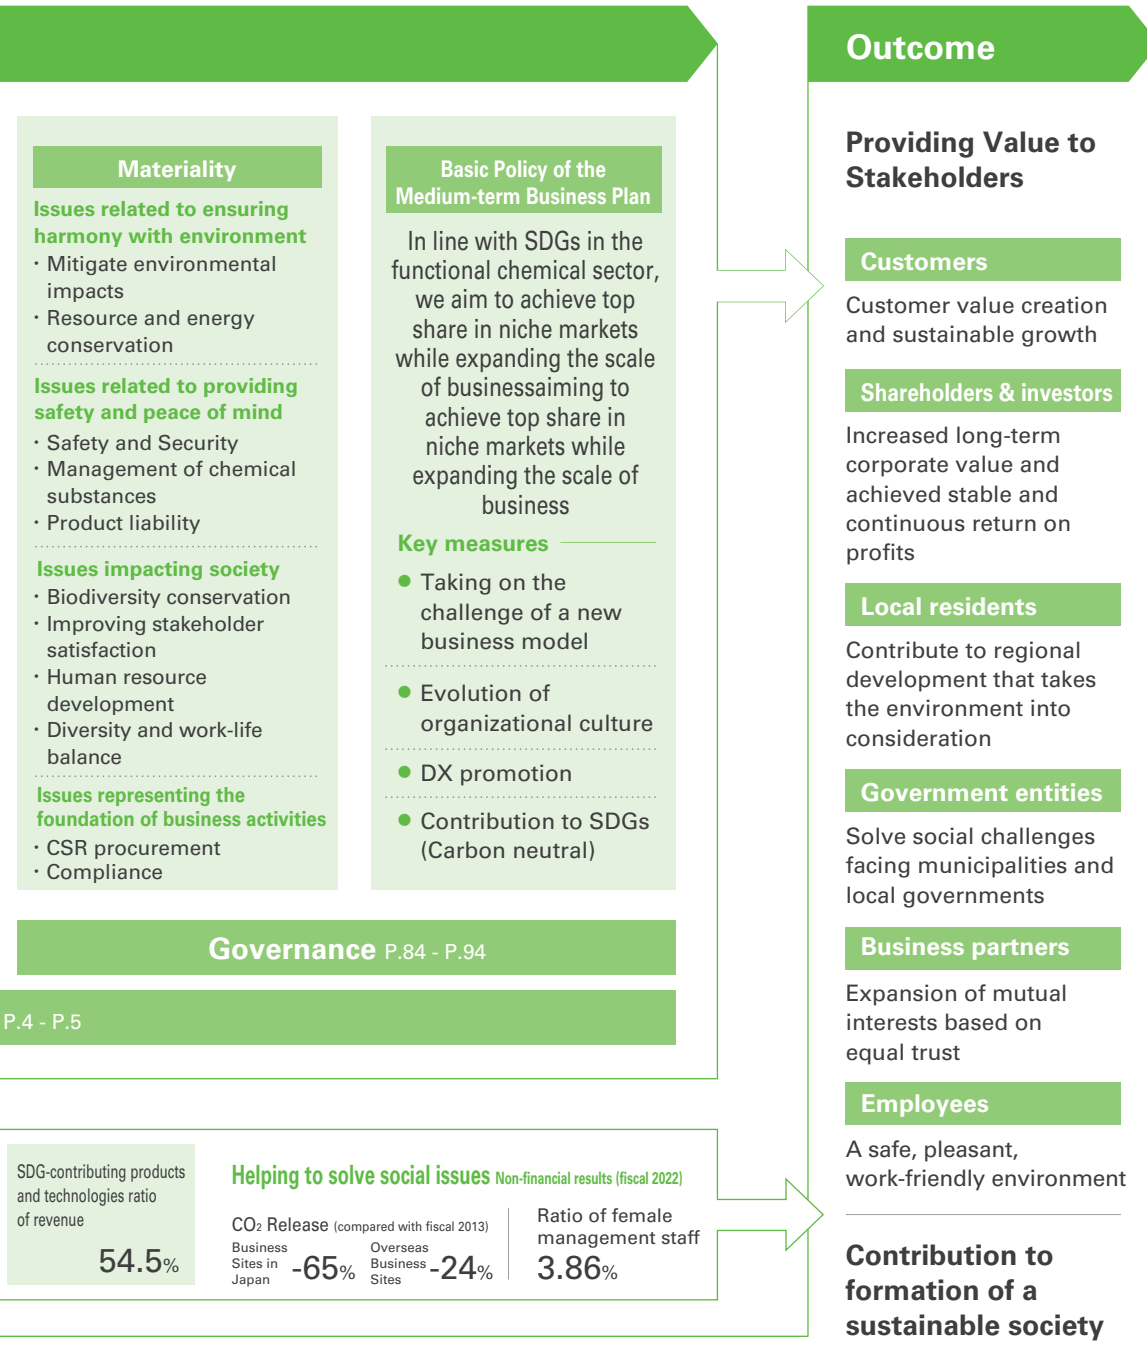 Materiality
Issues related to ensuring
harmony with environment
・Mitigate environmental
impacts
・Resource and energy
conservation
Issues related to providing
safety and peace of mind
・Safety and Security
・Management of chemical
substances
・Product liability
Issues impacting society
・Biodiversity conservation
・Improving stakeholder
satisfaction
・Human resource
development
・Diversity and work-life
balance
Issues representing the
foundation of business activities
・CSR procurement
・Compliance
Basic Policy of the
Medium-term Business Plan
In line with SDGs in the
functional chemical sector,
we aim to achieve top
share in niche markets
while expanding the scale
of businessaiming to
achieve top share in
niche markets while
expanding the scale of
business
Key measures
● Taking on the
challenge of a new
business model
● Evolution of
organizational culture
● DX promotion
● Contribution to SDGs
(Carbon neutral)
Governance P.84 - P.94
P.4 - P.5
SDG-contributing products
and technologies ratio
of revenue
54.5%
Helping to solve social issues Non-financial results (fiscal 2022)
CO2 Release (compared with fiscal 2013)
Business
Sites in
Japan
-65%
Overseas
Business
Sites
-24%
Ratio of female
management staff
3.86%
Outcome
Providing Value to
Stakeholders
Customers
Customer value creation
and sustainable growth
Shareholders & investors
Increased long-term
corporate value and
achieved stable and
continuous return on
profits
Local residents
Contribute to regional
development that takes
the environment into
consideration
Government entities
Solve social challenges
facing municipalities and
local governments
Business partners
Expansion of mutual
interests based on
equal trust
Employees
A safe, pleasant,
work-friendly environment
Contribution to
formation of a
sustainable society